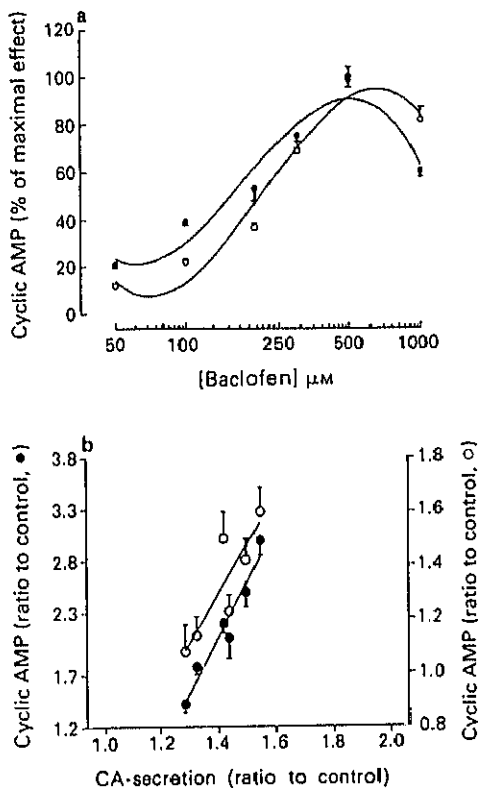 a
Cyclic AMP (% of maximal effect)
120
100
80
60
40
20
0
50 100 250 500 1000
[Baclofen] μM
b
Cyclic AMP (ratio to control, ●)
3.8
3.3
2.8
2.3
1.7
1.2
1.8
1.6
1.4
1.2
1.0
0.8
Cyclic AMP (ratio to control, ○)
1.0 1.2 1.4 1.6 1.8 2.0
CA-secretion (ratio to control)